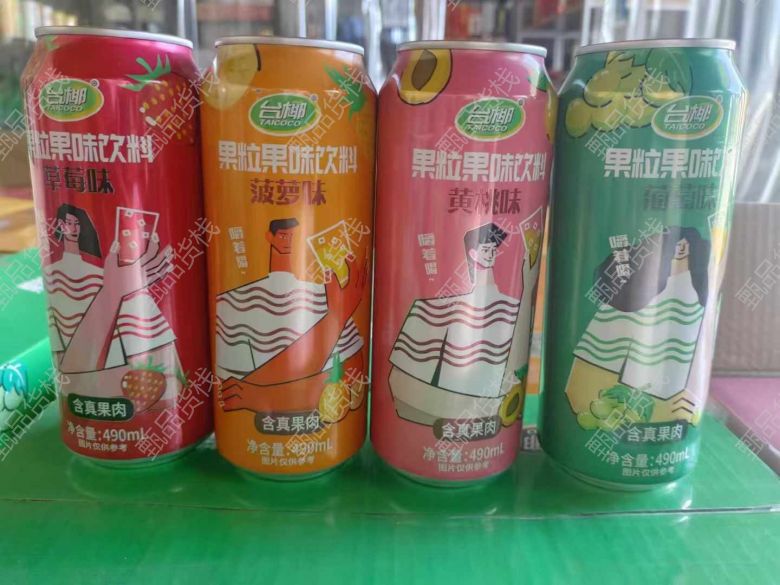 台椰
TAICOCO
果粒果味饮料
草莓味
含真果肉
净含量:490mL
图片仅供参考
台椰
TAICOCO
果粒果味饮料
菠萝味
嚼着喝
含真果肉
净含量:490mL
图片仅供参考
台椰
TAICOCO
果粒果味饮料
黄桃味
嚼着喝
含真果肉
净含量:490mL
图片仅供参考
台椰
TAICOCO
果粒果味饮
葡萄味
嚼着喝
含真果肉
净含量:490mL
图片仅供参考
甄品货栈